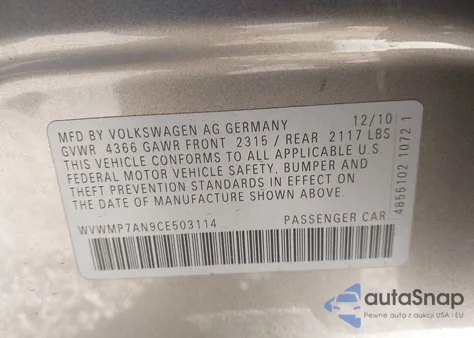 MFD BY VOLKSWAGEN AG GERMANY 12/10
GVWR 4366 GAWR FRONT 2315 / REAR 2117 LBS
THIS VEHICLE CONFORMS TO ALL APPLICABLE U.S.
FEDERAL MOTOR VEHICLE SAFETY, BUMPER AND
THEFT PREVENTION STANDARDS IN EFFECT ON
THE DATE OF MANUFACTURE SHOWN ABOVE.
WVWMP7AN9CE503114 PASSENGER CAR
4855102 1072 1
autoSnap
Pewne auto z USA i EU